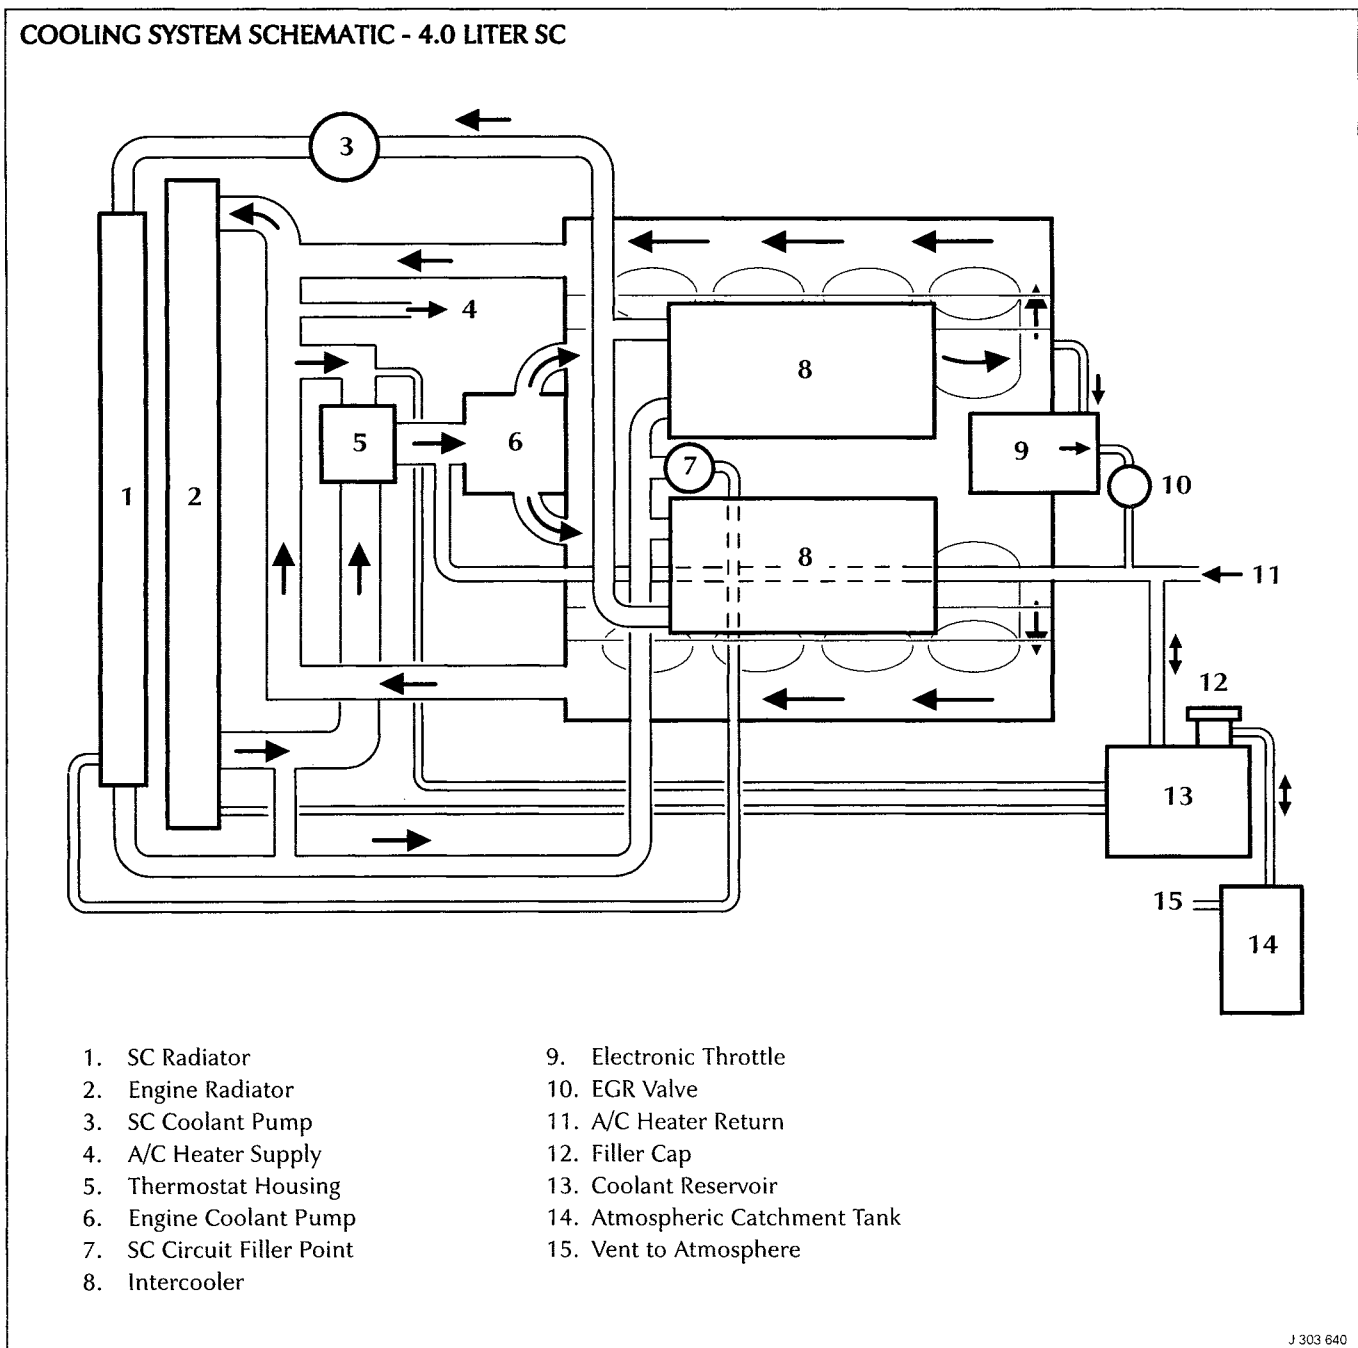 COOLING SYSTEM SCHEMATIC - 4.0 LITER SC
3
4
8
5
6
9
7
1
2
10
8
11
12
13
15
14
1. SC Radiator
2. Engine Radiator
3. SC Coolant Pump
4. A/C Heater Supply
5. Thermostat Housing
6. Engine Coolant Pump
7. SC Circuit Filler Point
8. Intercooler
9. Electronic Throttle
10. EGR Valve
11. A/C Heater Return
12. Filler Cap
13. Coolant Reservoir
14. Atmospheric Catchment Tank
15. Vent to Atmosphere
J 303 640